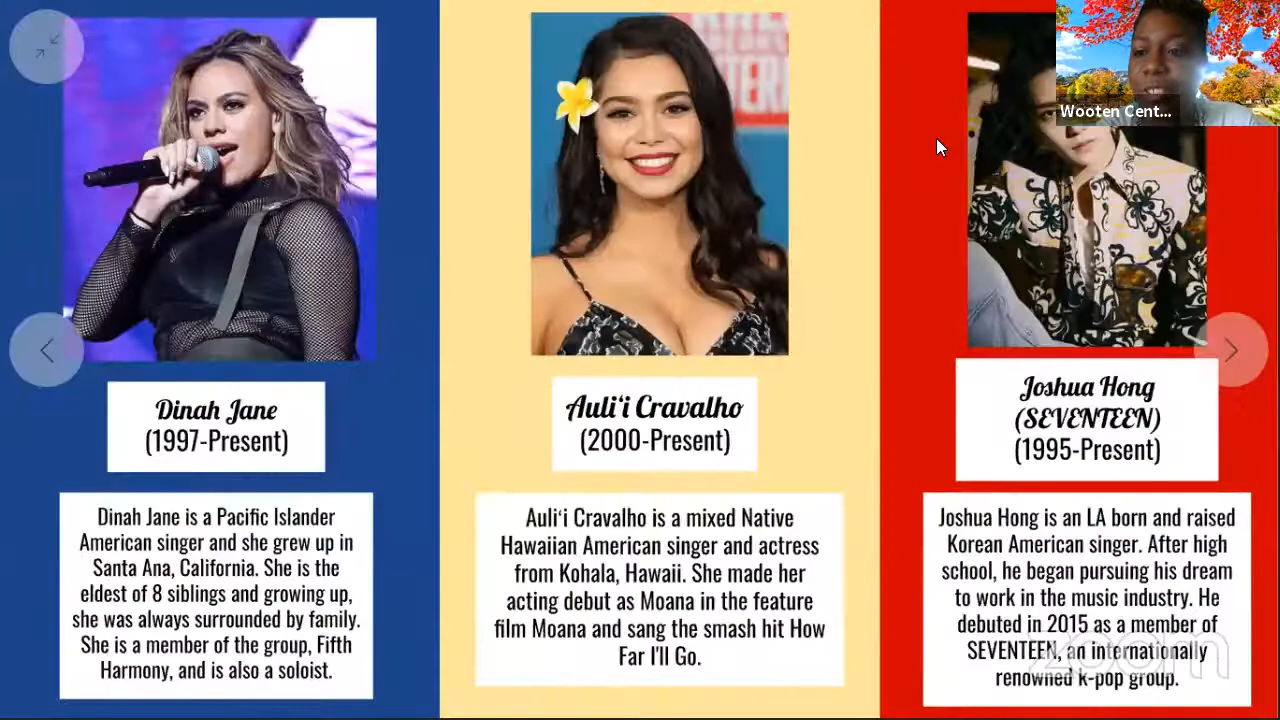 Wooten Cent...
Dinah Jane
(1997-Present)
Dinah Jane is a Pacific Islander
American singer and she grew up in
Santa Ana, California. She is the
eldest of 8 siblings and growing up,
she was always surrounded by family.
She is a member of the group, Fifth
Harmony, and is also a soloist.
Auliʻi Cravalho
(2000-Present)
Auliʻi Cravalho is a mixed Native
Hawaiian American singer and actress
from Kohala, Hawaii. She made her
acting debut as Moana in the feature
film Moana and sang the smash hit How
Far I'll Go.
Joshua Hong
(SEVENTEEN)
(1995-Present)
Joshua Hong is an LA born and raised
Korean American singer. After high
school, he began pursuing his dream
to work in the music industry. He
debuted in 2015 as a member of
SEVENTEEN, an internationally
renowned k-pop group.
zoom